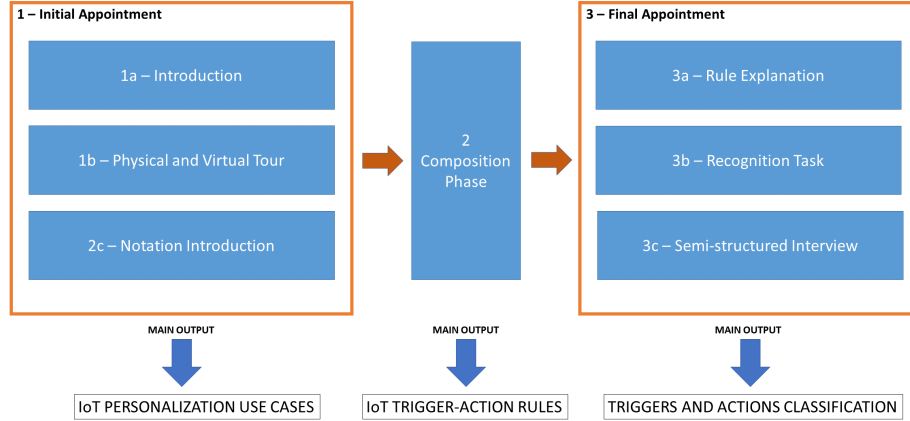 1 – Initial Appointment
1a – Introduction
1b – Physical and Virtual Tour
2c – Notation Introduction
2
Composition
Phase
3 – Final Appointment
3a – Rule Explanation
3b – Recognition Task
3c – Semi-structured Interview
MAIN OUTPUT
MAIN OUTPUT
MAIN OUTPUT
IoT PERSONALIZATION USE CASES
IoT TRIGGER-ACTION RULES
TRIGGERS AND ACTIONS CLASSIFICATION